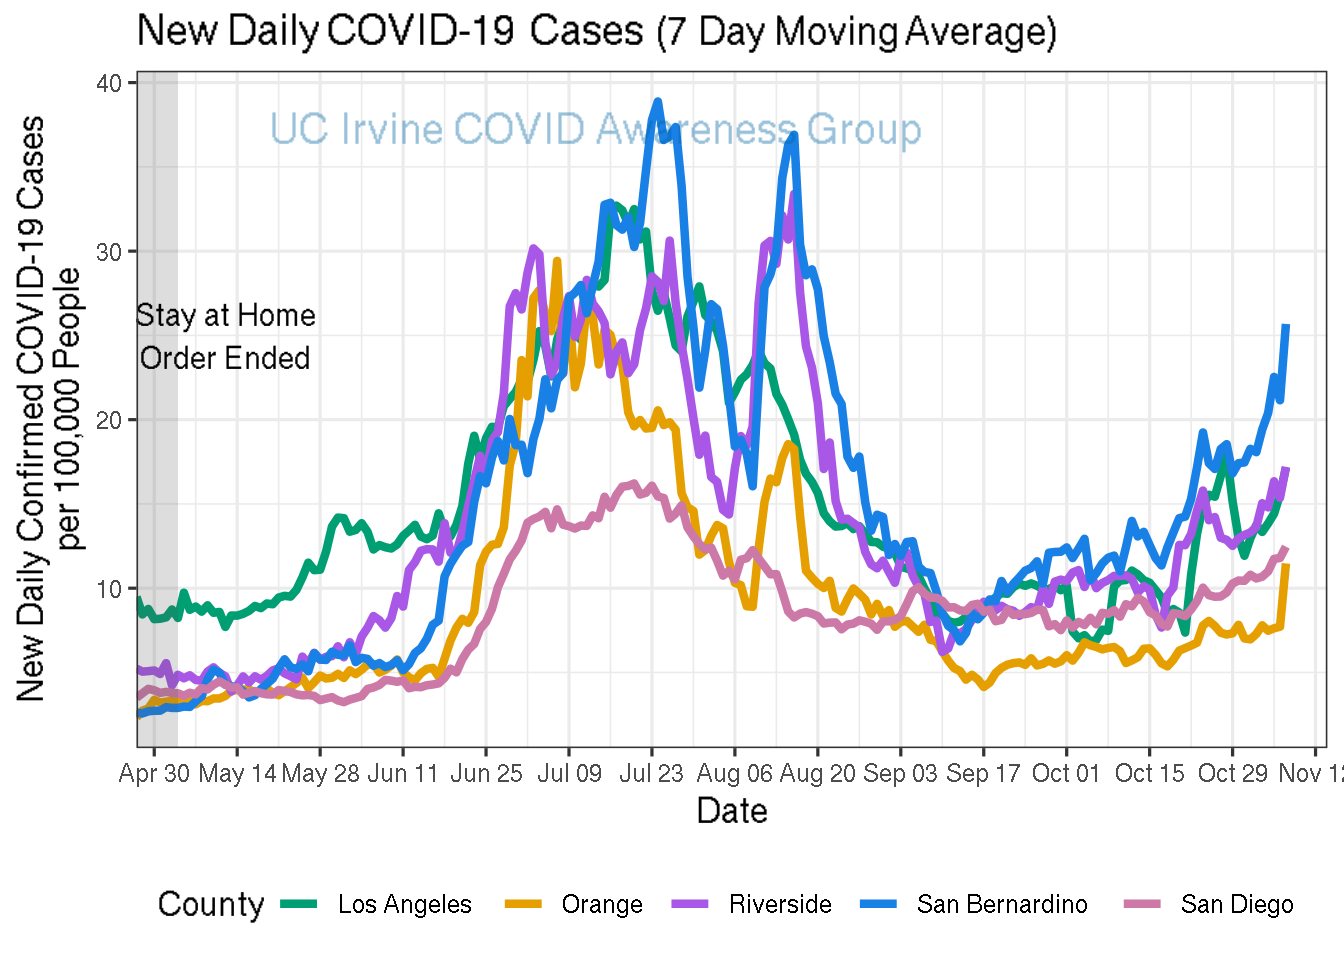 New Daily COVID-19 Cases (7 Day Moving Average)
UC Irvine COVID Awareness Group
New Daily Confirmed COVID-19 Cases
per 100,000 People
40
30
20
10
Stay at Home
Order Ended
Apr 30 May 14 May 28 Jun 11 Jun 25 Jul 09 Jul 23 Aug 06 Aug 20 Sep 03 Sep 17 Oct 01 Oct 15 Oct 29 Nov 12
Date
County Los Angeles Orange Riverside San Bernardino San Diego